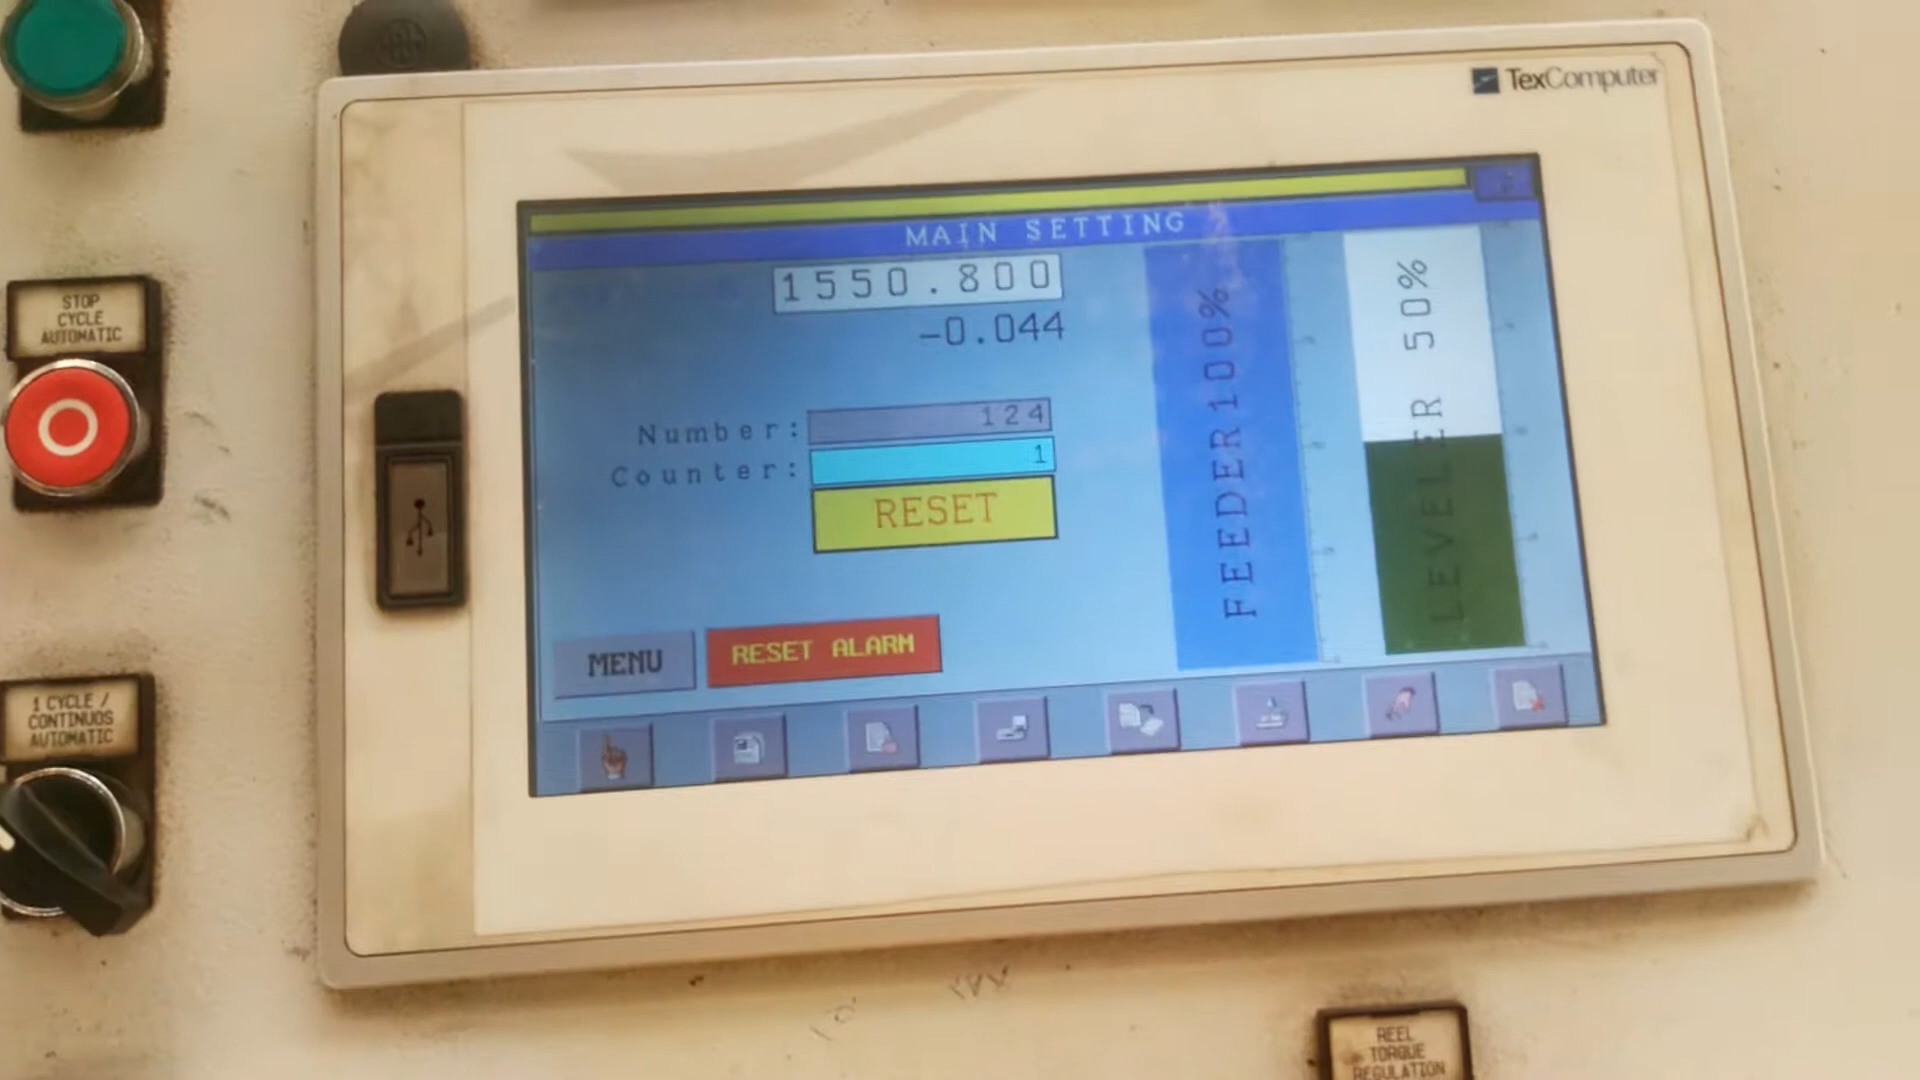 TexComputer
MAIN SETTING
1550.800
-0.044
Number: 124
Counter: 1
RESET
MENU
RESET ALARM
FEEDER100%
LEVELER 50%
STOP
CYCLE
AUTOMATIC
1 CYCLE /
CONTINUOS
AUTOMATIC
REEL
TORQUE
REGULATION